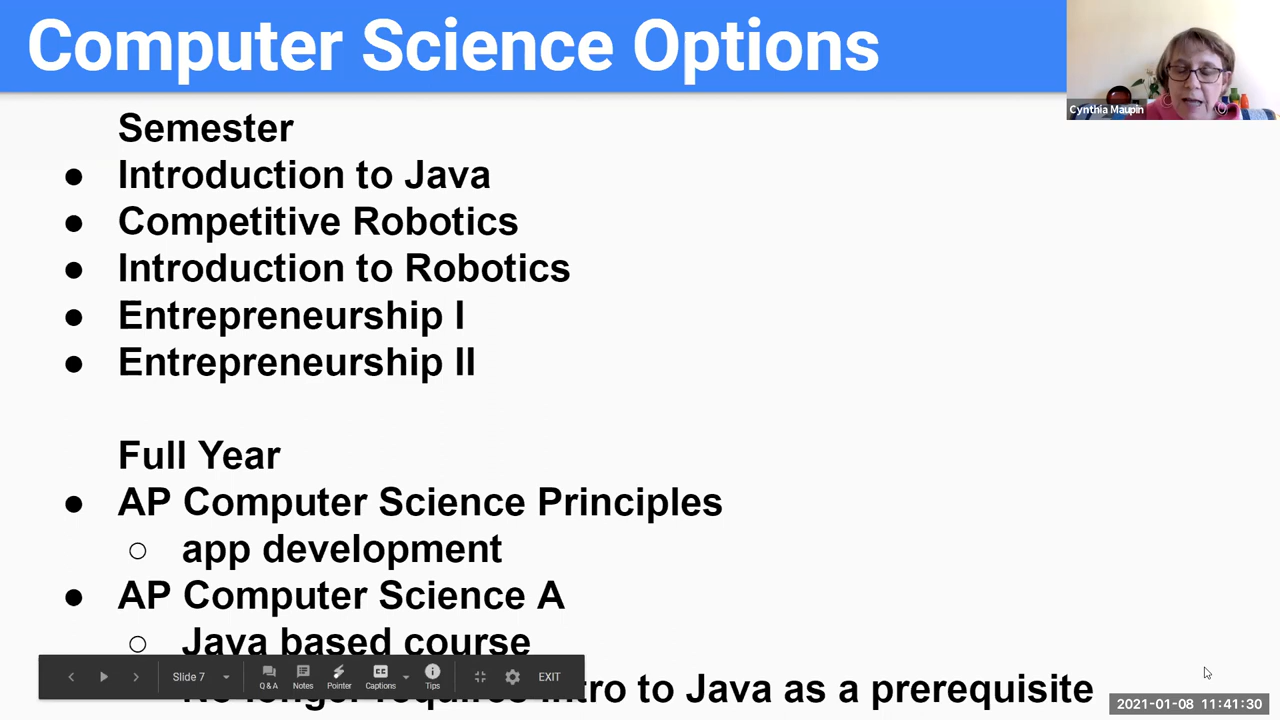 Computer Science Options
Cynthia Maupin
Semester
● Introduction to Java
● Competitive Robotics
● Introduction to Robotics
● Entrepreneurship I
● Entrepreneurship II
Full Year
● AP Computer Science Principles
○ app development
● AP Computer Science A
○ Java based course
No longer requires Intro to Java as a prerequisite
Slide 7 Q & A Notes Pointer Captions Tips EXIT
2021-01-08 11:41:30